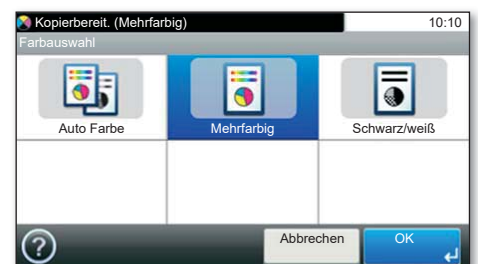 Kopierbereit. (Mehrfarbig) 10:10
Farbauswahl
Auto Farbe Mehrfarbig Schwarz/weiß
? Abbrechen OK